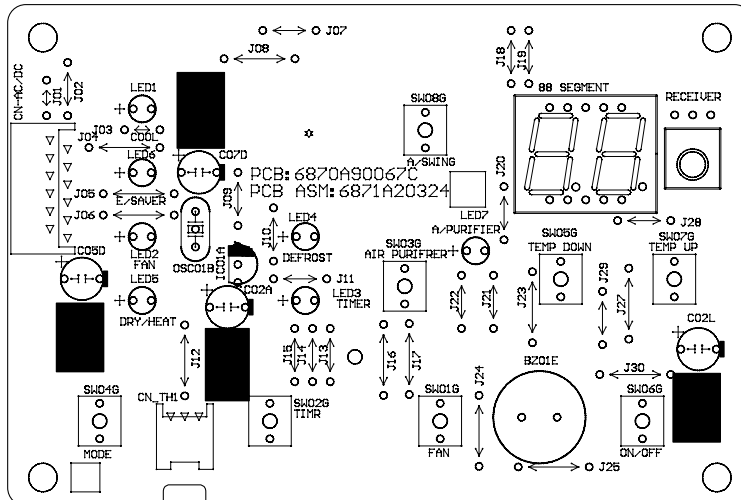 J07
J08
J18
J19
CN-AC/DC
J01
J02
LED1
88 SEGMENT
RECEIVER
SW08G
J03
COOL
J04
LED6
C07D
A/SWING
PCB:6870A90067C
PCB ASM:6871A20324
J20
J05
E/SAVER
J06
J09
LED7
A/PURIFIER
J28
LED4
J10
DEFROST
SW03G
AIR PURIFRER
SW05G
TEMP DOWN
SW07G
TEMP UP
IC05D
LED2
FAN
OSC01B
IC01A
J11
LED5
C02A
LED3
TIMER
J22
J21
J23
J29
J27
DRY/HEAT
C02L
J12
J15
J14
J13
J16
J17
BZ01E
J24
J30
SW04G
CN_TH1
SW02G
TIMR
SW01G
SW06G
MODE
FAN
ON/OFF
J25